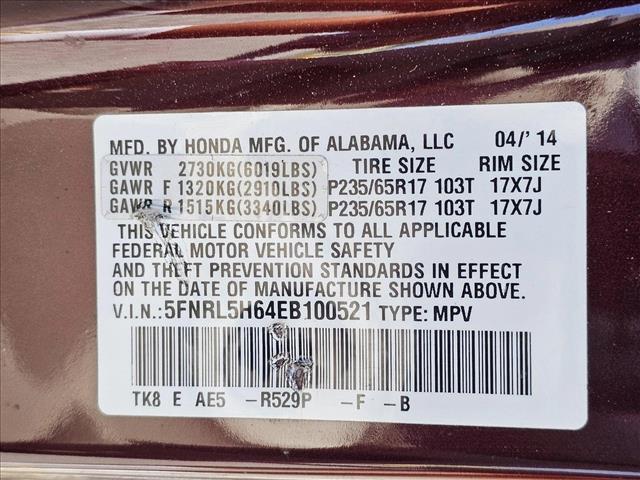 MFD. BY HONDA MFG. OF ALABAMA, LLC 04/'14
GVWR 2730KG(6019LBS) TIRE SIZE RIM SIZE
GAWR F 1320KG(2910LBS) P235/65R17 103T 17X7J
GAWR R 1515KG(3340LBS) P235/65R17 103T 17X7J
THIS VEHICLE CONFORMS TO ALL APPLICABLE
FEDERAL MOTOR VEHICLE SAFETY
AND THEFT PREVENTION STANDARDS IN EFFECT
ON THE DATE OF MANUFACTURE SHOWN ABOVE.
V.I.N.:5FNRL5H64EB100521 TYPE: MPV
TK8 E AE5 -R529P -F -B